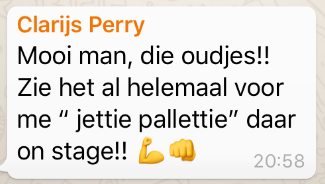 Clarijs Perry
Mooi man, die oudjes!!
Zie het al helemaal voor
me “ jettie pallettie” daar
on stage!! 💪👊
20:58